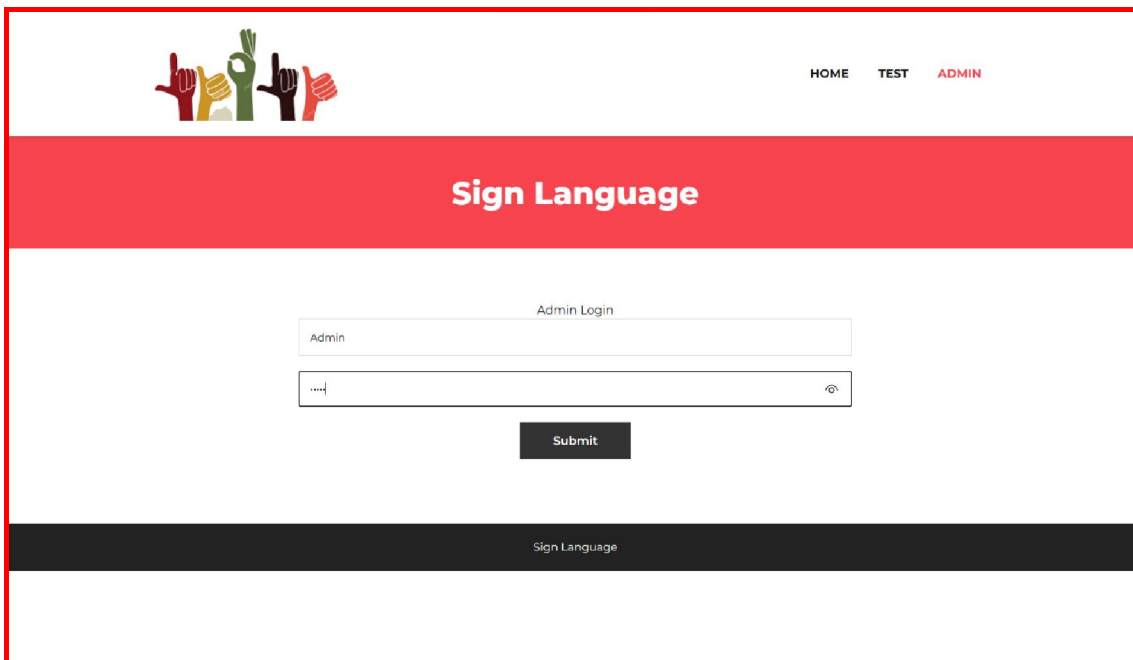 HOME TEST ADMIN
Sign Language
Admin Login
Admin
.....
Submit
Sign Language